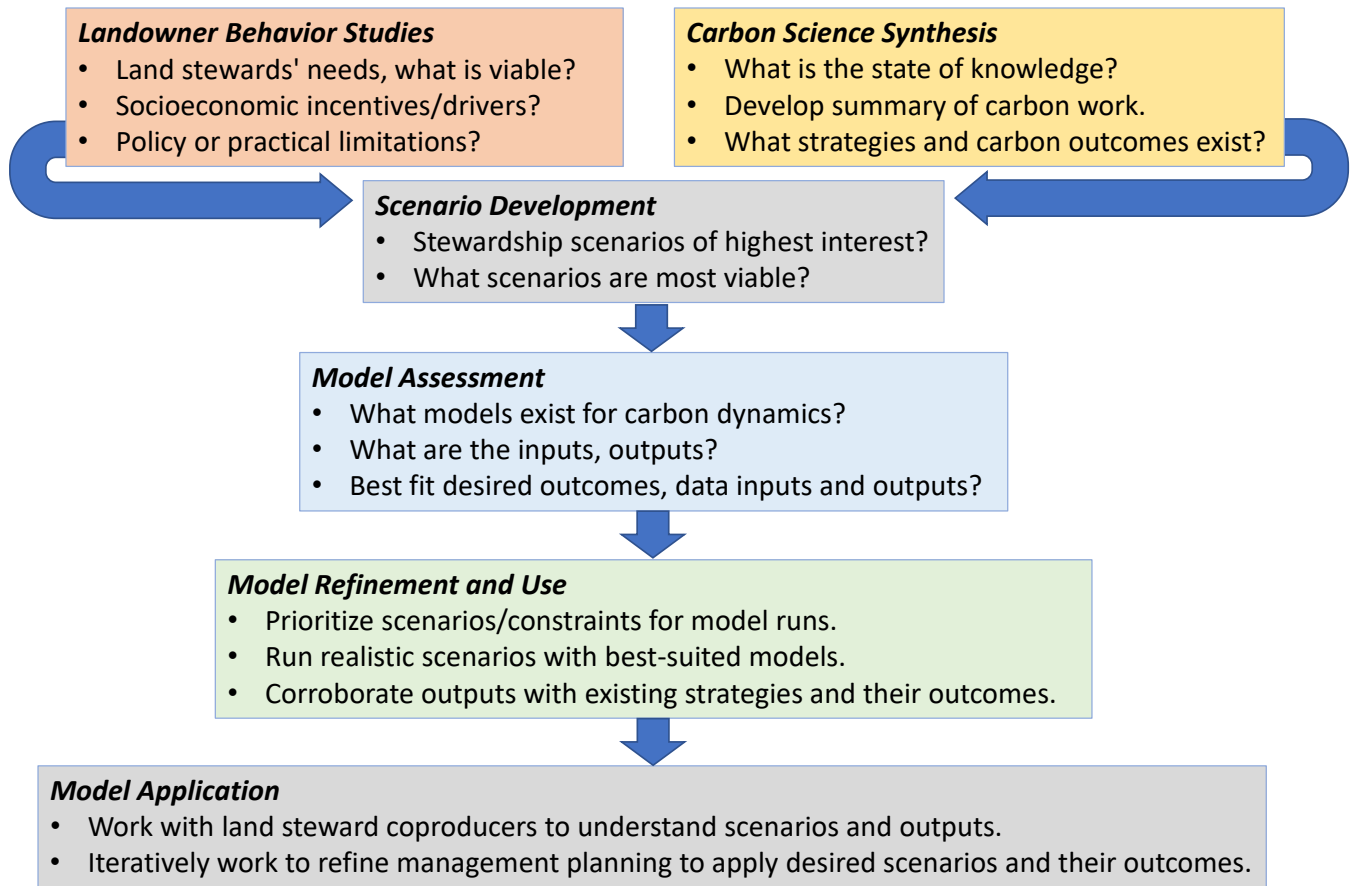 Landowner Behavior Studies
• Land stewards' needs, what is viable?
• Socioeconomic incentives/drivers?
• Policy or practical limitations?
Carbon Science Synthesis
• What is the state of knowledge?
• Develop summary of carbon work.
• What strategies and carbon outcomes exist?
Scenario Development
• Stewardship scenarios of highest interest?
• What scenarios are most viable?
Model Assessment
• What models exist for carbon dynamics?
• What are the inputs, outputs?
• Best fit desired outcomes, data inputs and outputs?
Model Refinement and Use
• Prioritize scenarios/constraints for model runs.
• Run realistic scenarios with best-suited models.
• Corroborate outputs with existing strategies and their outcomes.
Model Application
• Work with land steward coproducers to understand scenarios and outputs.
• Iteratively work to refine management planning to apply desired scenarios and their outcomes.